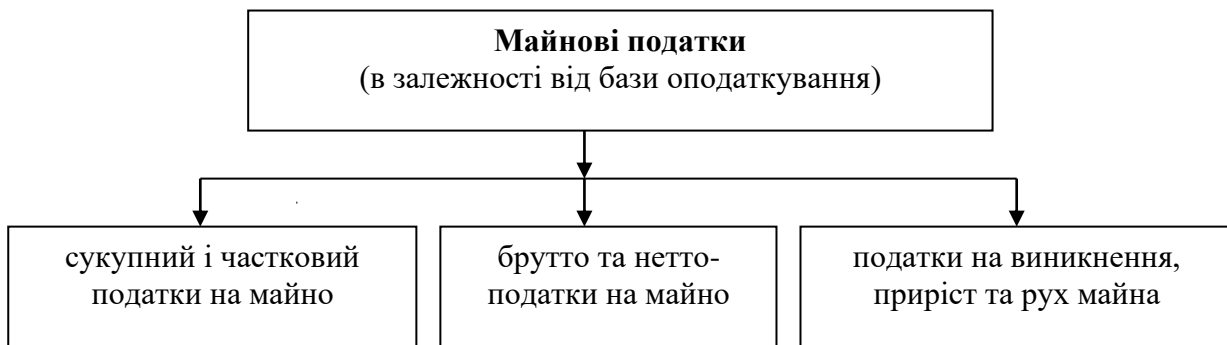 Майнові податки
(в залежності від бази оподаткування)
сукупний і частковий
податки на майно
брутто та нетто-
податки на майно
податки на виникнення,
приріст та рух майна